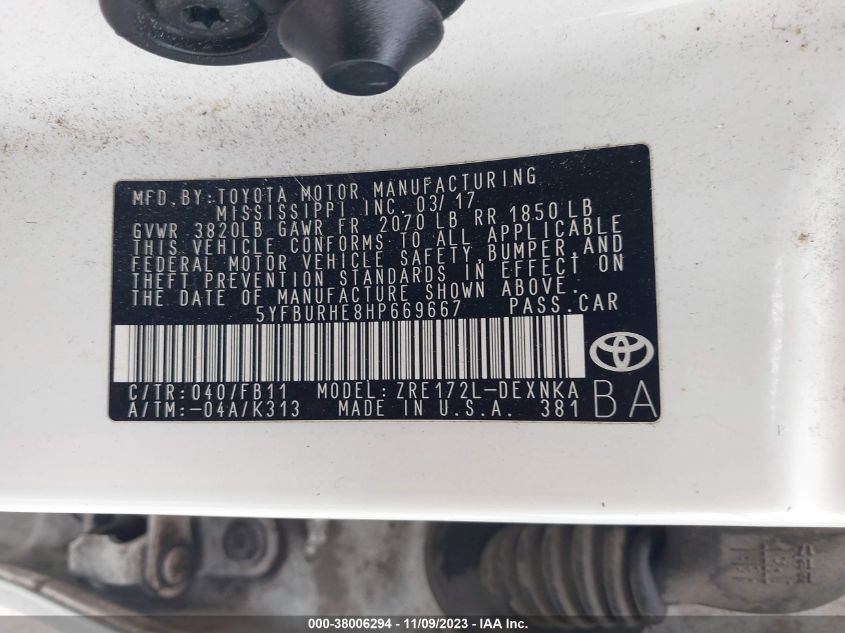 MFD. BY: TOYOTA MOTOR MANUFACTURING
MISSISSIPPI INC. 03/17
GVWR 3820LB GAWR FR 2070 LB RR 1850 LB
THIS VEHICLE CONFORMS TO ALL APPLICABLE
FEDERAL MOTOR VEHICLE SAFETY, BUMPER, AND
THEFT PREVENTION STANDARDS IN EFFECT ON
THE DATE OF MANUFACTURE SHOWN ABOVE.
5YFBURHE8HP669667 PASS. CAR
C/TR: 040/FB11 MODEL: ZRE172L-DEXNKA
A/TM: -04A/K313 MADE IN U.S.A. 381
BA
000-38006294 - 11/09/2023 - IAA Inc.